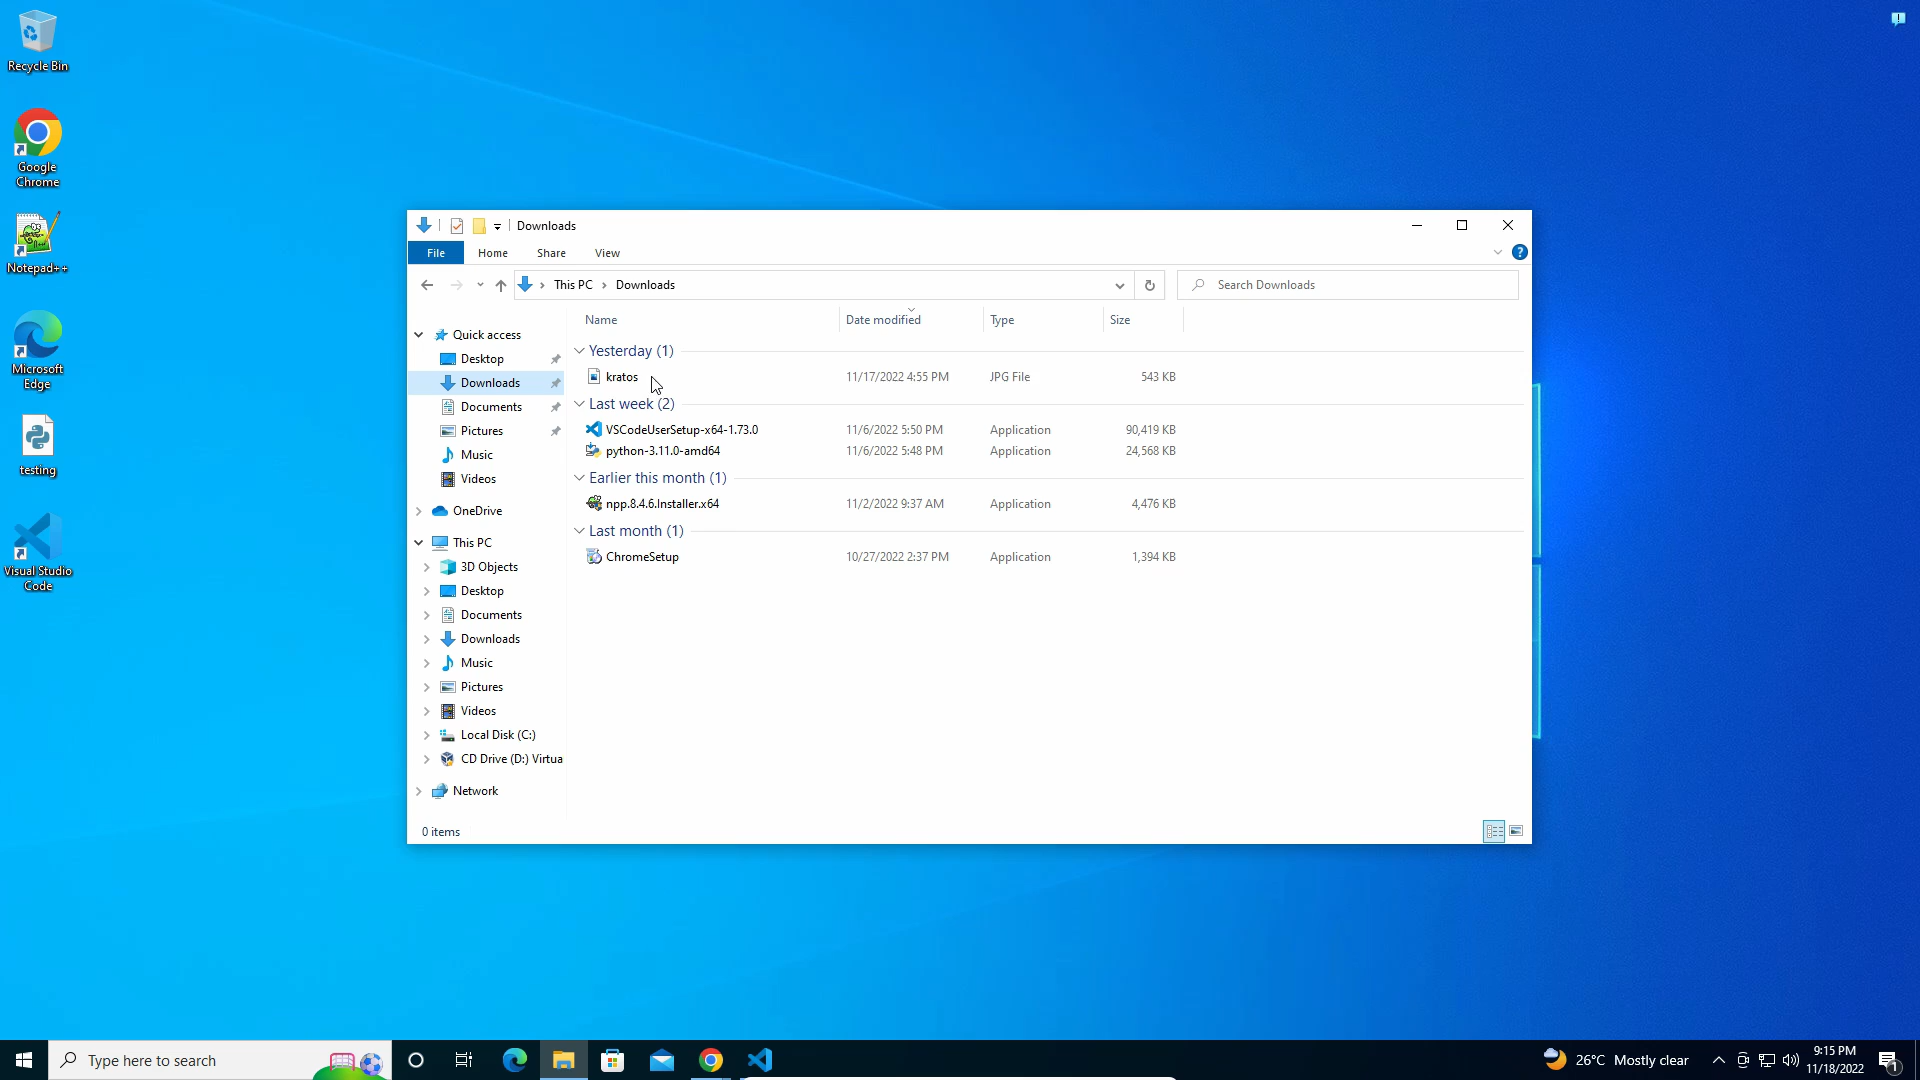 Recycle Bin
Google
Chrome
Notepad++
Microsoft
Edge
testing
Visual Studio
Code
Downloads
File Home Share View
This PC Downloads
Search Downloads
Name Date modified Type Size
Quick access
Desktop
Downloads
Documents
Pictures
Music
Videos
OneDrive
This PC
3D Objects
Desktop
Documents
Downloads
Music
Pictures
Videos
Local Disk (C:)
CD Drive (D:) Virtua
Network
Yesterday (1)
kratos 11/17/2022 4:55 PM JPG File 543 KB
Last week (2)
VSCodeUserSetup-x64-1.73.0 11/6/2022 5:50 PM Application 90,419 KB
python-3.11.0-amd64 11/6/2022 5:48 PM Application 24,568 KB
Earlier this month (1)
npp.8.4.6.Installer.x64 11/2/2022 9:37 AM Application 4,476 KB
Last month (1)
ChromeSetup 10/27/2022 2:37 PM Application 1,394 KB
0 items
Type here to search
26°C Mostly clear
9:15 PM
11/18/2022
1